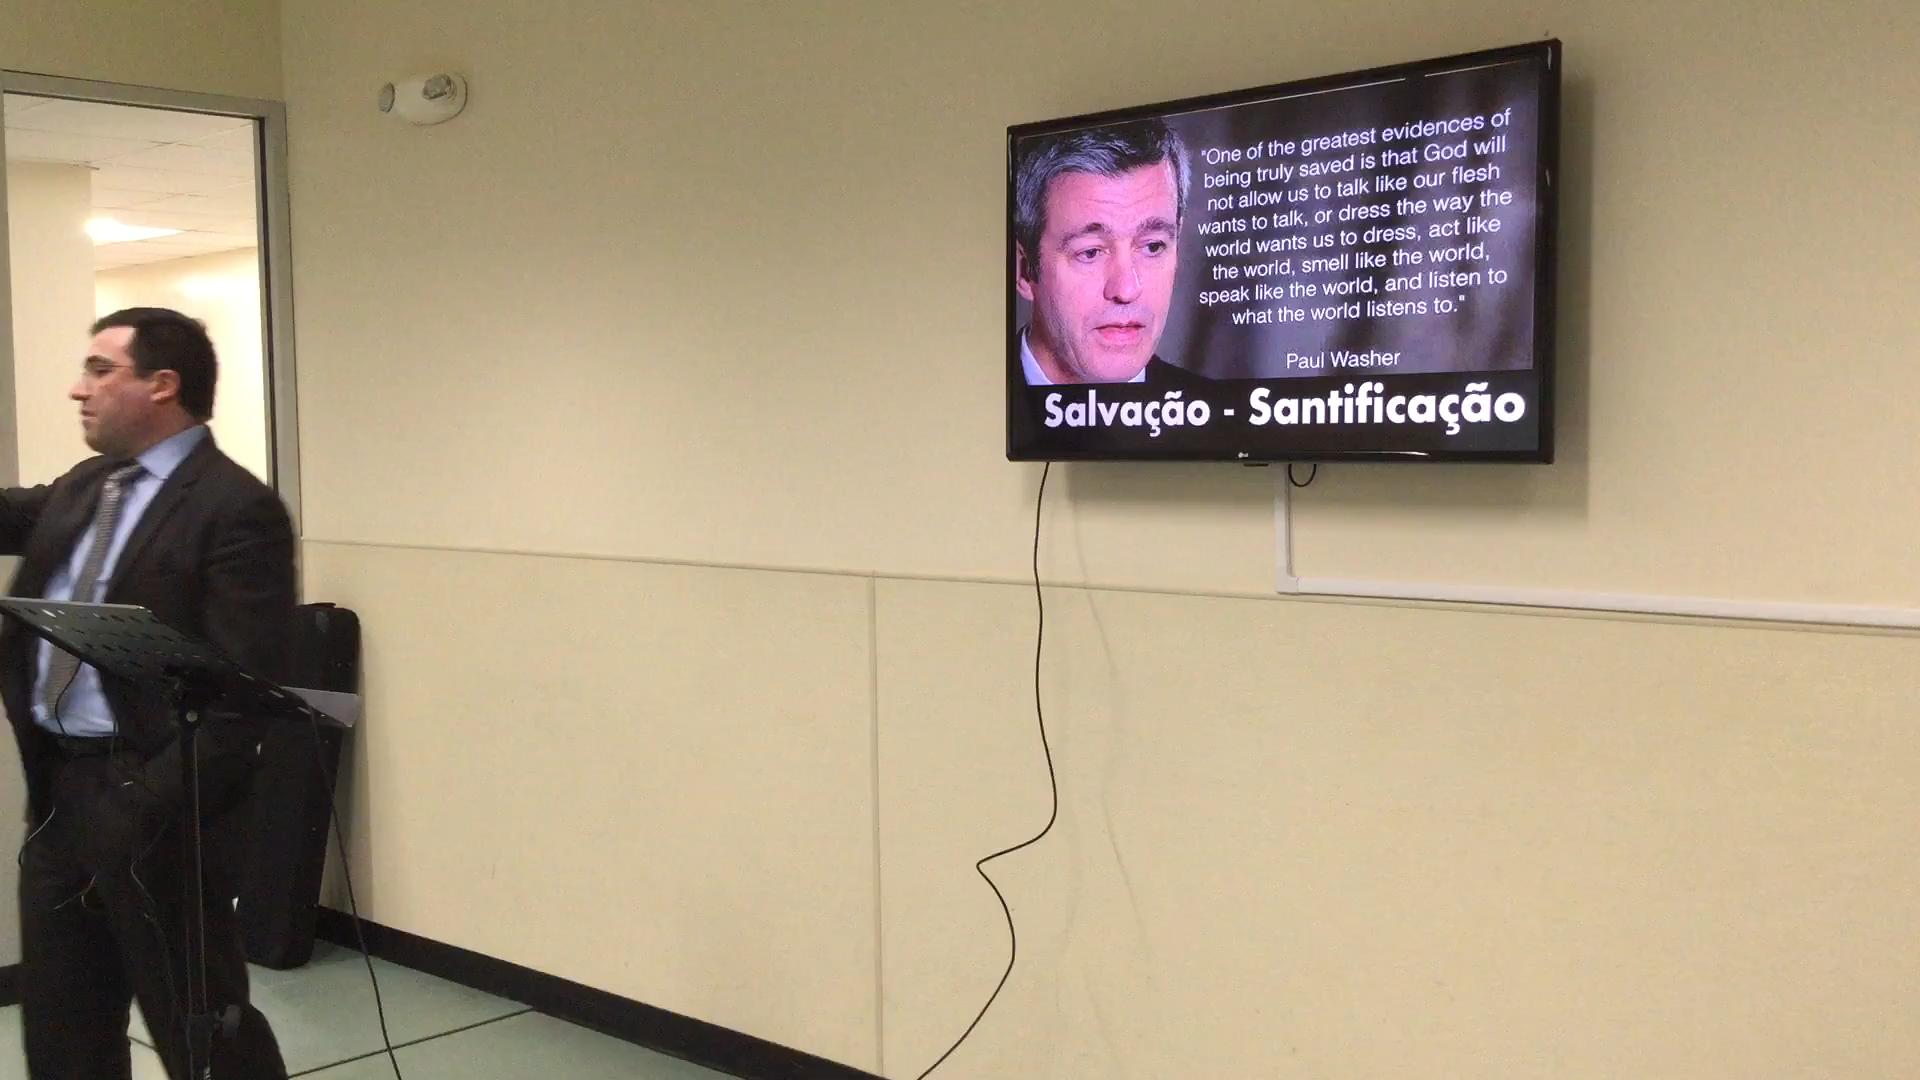 "One of the greatest evidences of
being truly saved is that God will
not allow us to talk like our flesh
wants to talk, or dress the way the
world wants us to dress, act like
the world, smell like the world,
speak like the world, and listen to
what the world listens to."
Paul Washer
Salvação - Santificação
LG